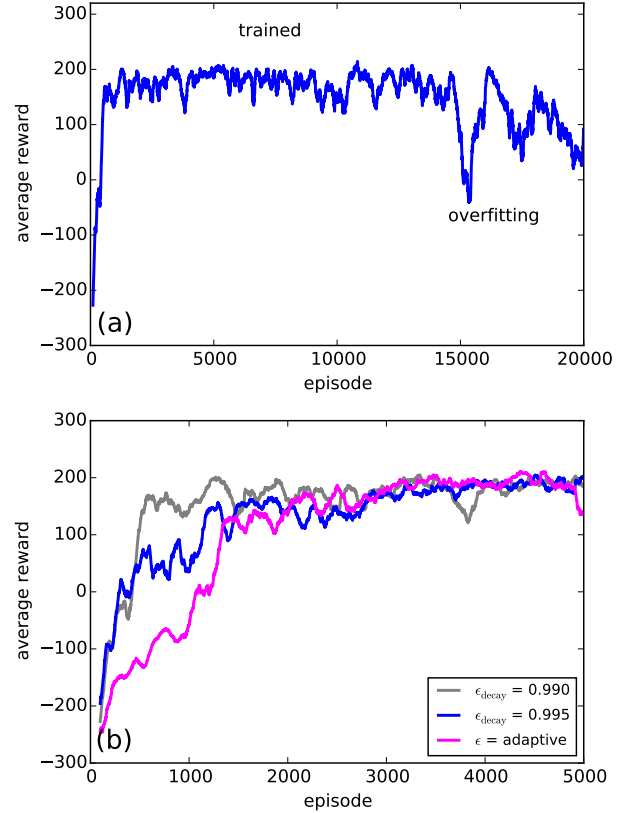 300
trained
200
100
0
−100
−200
−300
average reward
overfitting
(a)
0
5000
10000
15000
20000
episode
300
200
100
0
−100
−200
−300
average reward
ϵdecay = 0.990
ϵdecay = 0.995
ϵ = adaptive
(b)
0
1000
2000
3000
4000
5000
episode